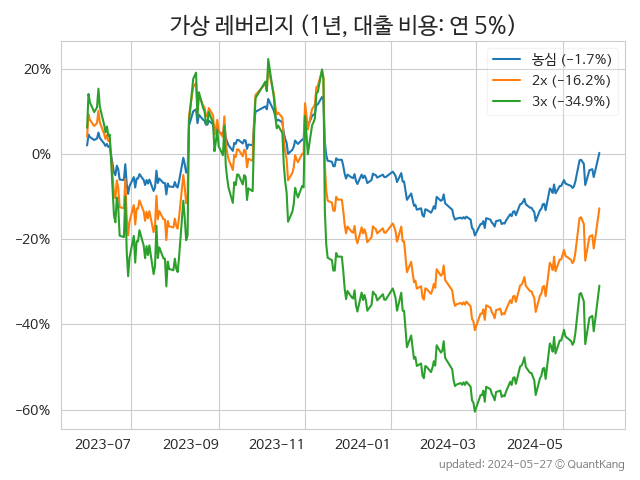 가상 레버리지 (1년, 대출 비용: 연 5%)
농심 (−1.7%)
2x (−16.2%)
3x (−34.9%)
20%
0%
−20%
−40%
−60%
2023-07 2023-09 2023-11 2024-01 2024-03 2024-05
updated: 2024-05-27 © QuantKang